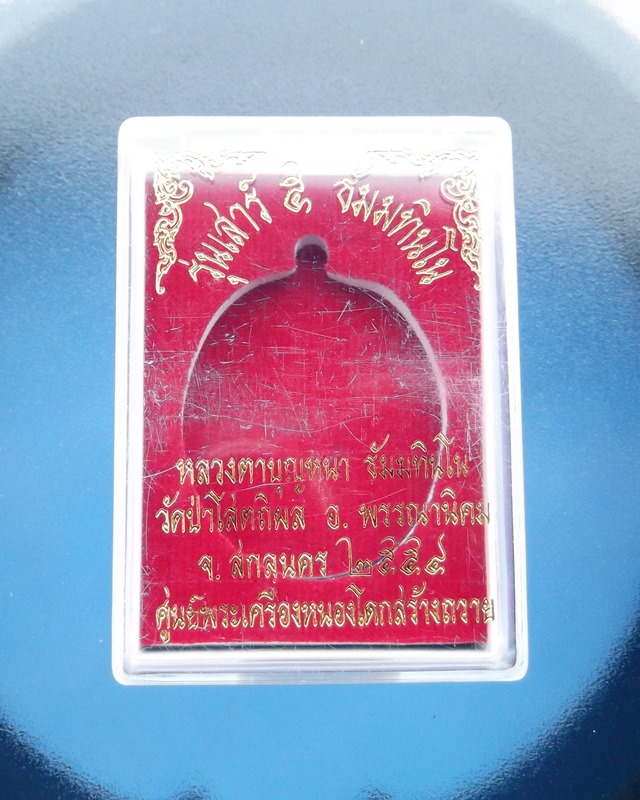 รุ่นเสาร์ ๕ ธัมมทินโน
หลวงตาบุญหนา ธัมมทินโน
วัดป่าโสตถิผล อ. พรรณานิคม
จ. สกลนคร ๒๕๕๔
ศูนย์พระเครื่องหนองโดกสร้างถวาย